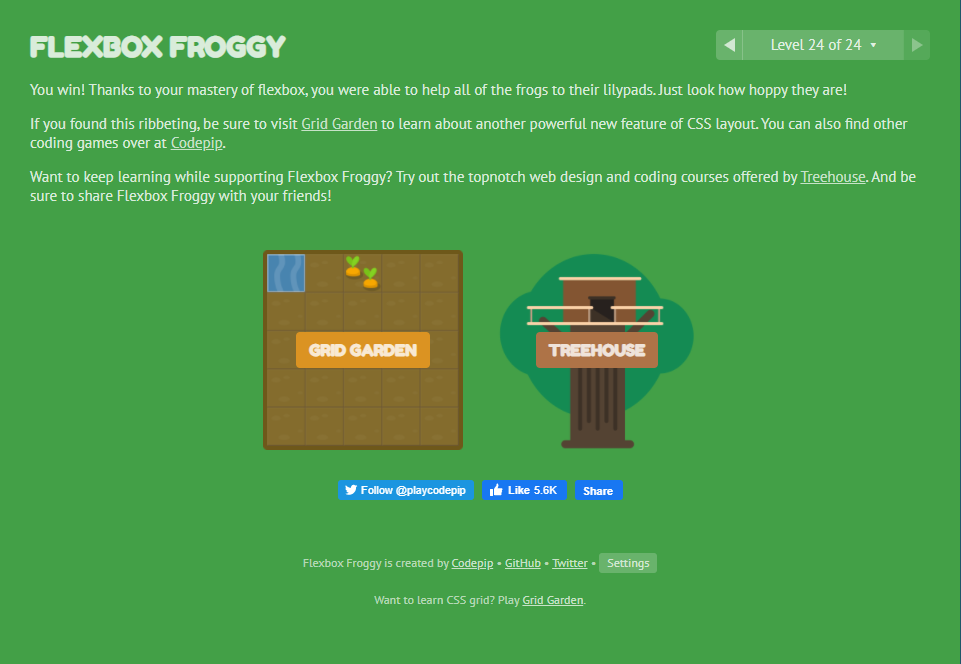 FLEXBOX FROGGY
Level 24 of 24
You win! Thanks to your mastery of flexbox, you were able to help all of the frogs to their lilypads. Just look how hoppy they are!
If you found this ribbeting, be sure to visit Grid Garden to learn about another powerful new feature of CSS layout. You can also find other
coding games over at Codepip.
Want to keep learning while supporting Flexbox Froggy? Try out the topnotch web design and coding courses offered by Treehouse. And be
sure to share Flexbox Froggy with your friends!
GRID GARDEN
TREEHOUSE
Follow @playcodepip
Like 5.6K
Share
Flexbox Froggy is created by Codepip • GitHub • Twitter • Settings
Want to learn CSS grid? Play Grid Garden.